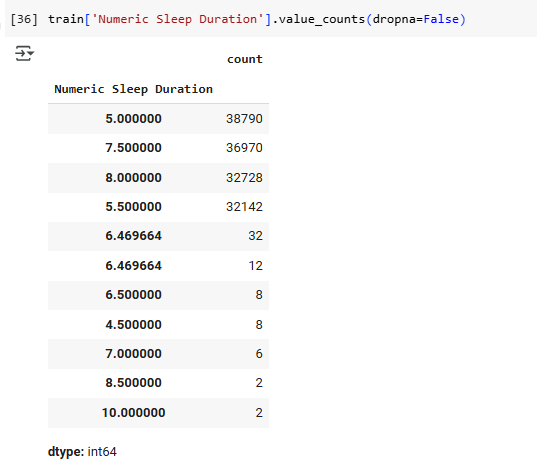 [36] train['Numeric Sleep Duration'].value_counts(dropna=False)
count
Numeric Sleep Duration
5.000000 38790
7.500000 36970
8.000000 32728
5.500000 32142
6.469664 32
6.469664 12
6.500000 8
4.500000 8
7.000000 6
8.500000 2
10.000000 2
dtype: int64